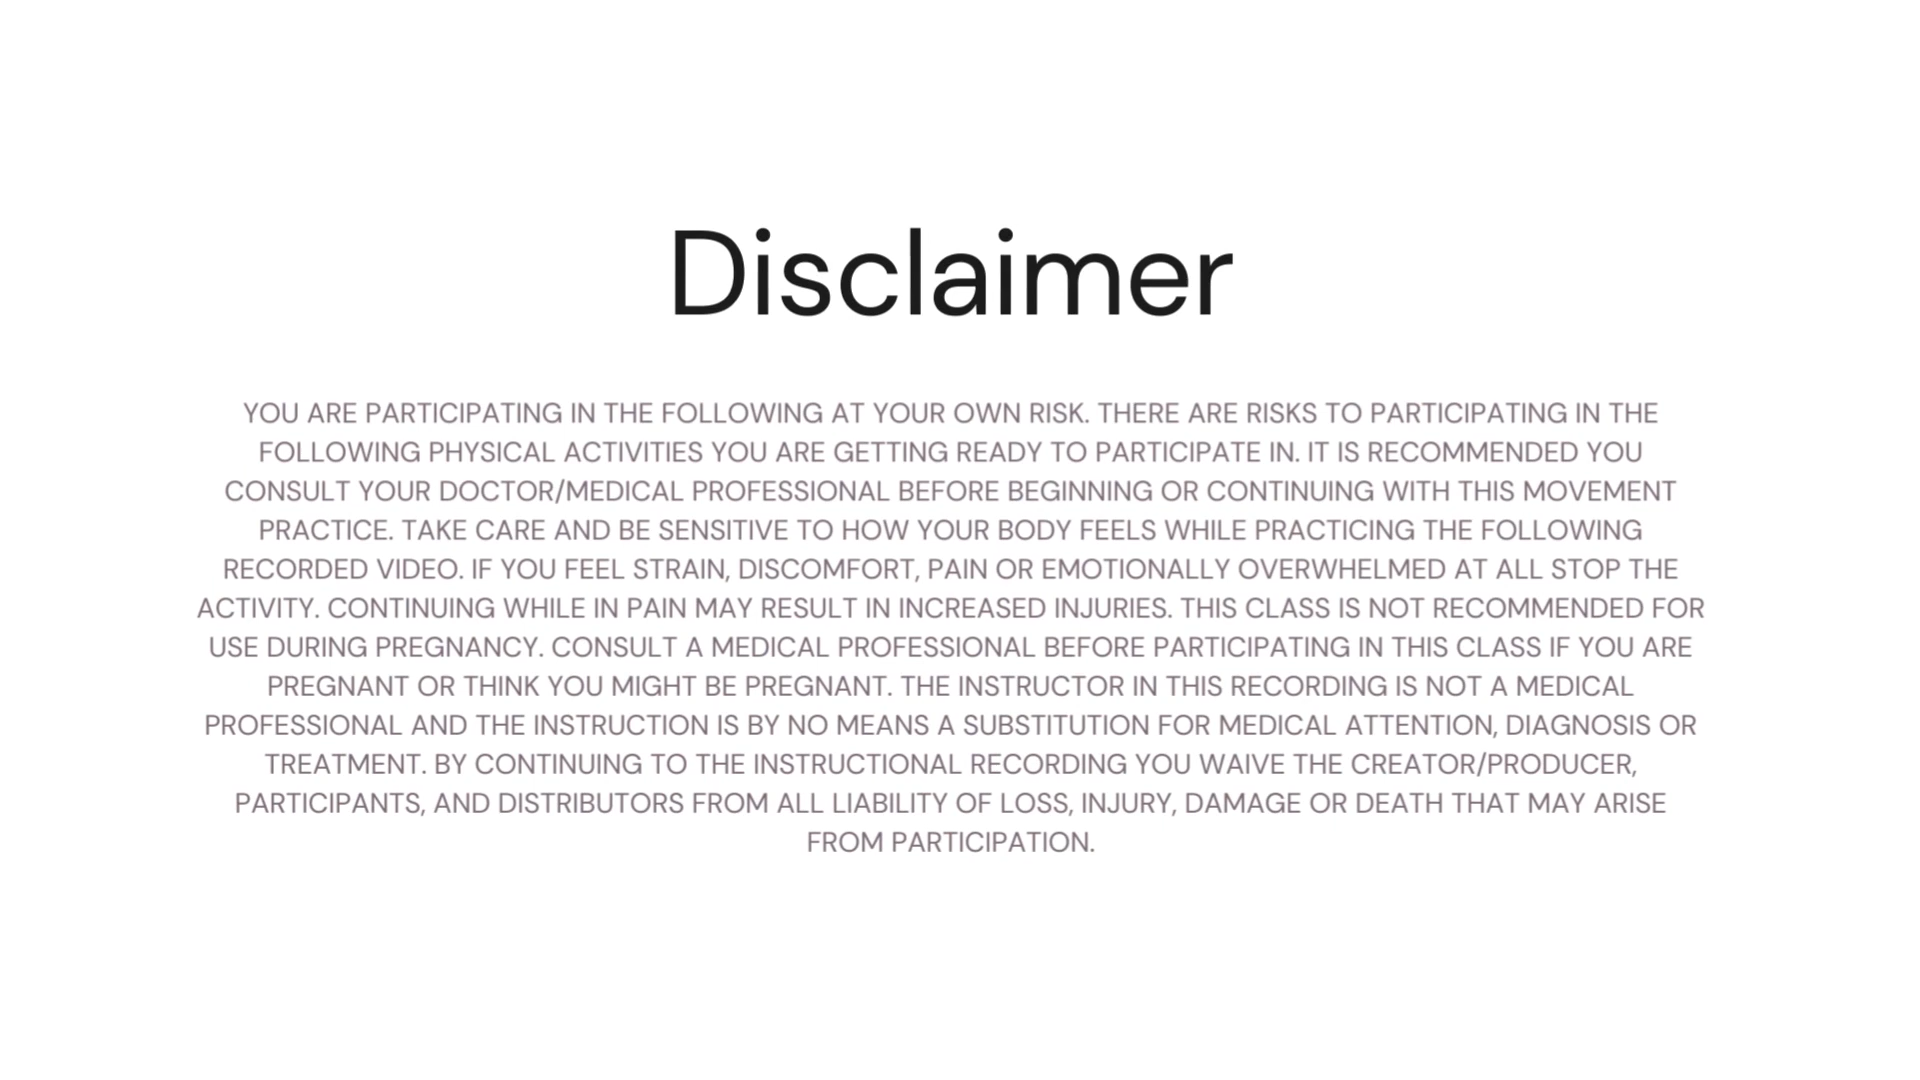 Disclaimer
YOU ARE PARTICIPATING IN THE FOLLOWING AT YOUR OWN RISK. THERE ARE RISKS TO PARTICIPATING IN THE
FOLLOWING PHYSICAL ACTIVITIES YOU ARE GETTING READY TO PARTICIPATE IN. IT IS RECOMMENDED YOU
CONSULT YOUR DOCTOR/MEDICAL PROFESSIONAL BEFORE BEGINNING OR CONTINUING WITH THIS MOVEMENT
PRACTICE. TAKE CARE AND BE SENSITIVE TO HOW YOUR BODY FEELS WHILE PRACTICING THE FOLLOWING
RECORDED VIDEO. IF YOU FEEL STRAIN, DISCOMFORT, PAIN OR EMOTIONALLY OVERWHELMED AT ALL STOP THE
ACTIVITY. CONTINUING WHILE IN PAIN MAY RESULT IN INCREASED INJURIES. THIS CLASS IS NOT RECOMMENDED FOR
USE DURING PREGNANCY. CONSULT A MEDICAL PROFESSIONAL BEFORE PARTICIPATING IN THIS CLASS IF YOU ARE
PREGNANT OR THINK YOU MIGHT BE PREGNANT. THE INSTRUCTOR IN THIS RECORDING IS NOT A MEDICAL
PROFESSIONAL AND THE INSTRUCTION IS BY NO MEANS A SUBSTITUTION FOR MEDICAL ATTENTION, DIAGNOSIS OR
TREATMENT. BY CONTINUING TO THE INSTRUCTIONAL RECORDING YOU WAIVE THE CREATOR/PRODUCER,
PARTICIPANTS, AND DISTRIBUTORS FROM ALL LIABILITY OF LOSS, INJURY, DAMAGE OR DEATH THAT MAY ARISE
FROM PARTICIPATION.